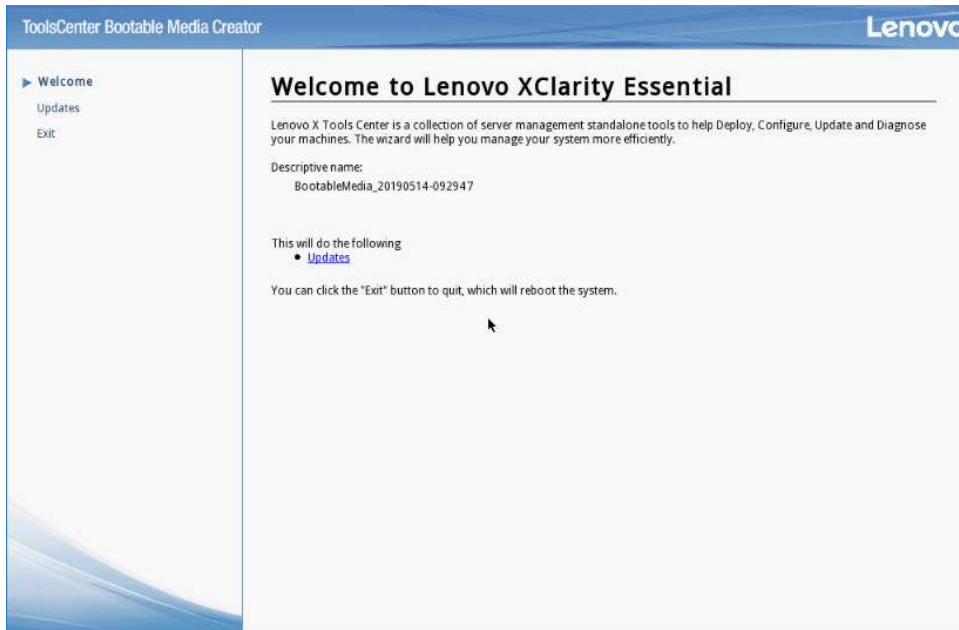 ToolsCenter Bootable Media Creator
Lenovo
Welcome
Updates
Exit
Welcome to Lenovo XClarity Essential
Lenovo X Tools Center is a collection of server management standalone tools to help Deploy, Configure, Update and Diagnose
your machines. The wizard will help you manage your system more efficiently.
Descriptive name:
BootableMedia_20190514-092947
This will do the following
• Updates
You can click the "Exit" button to quit, which will reboot the system.